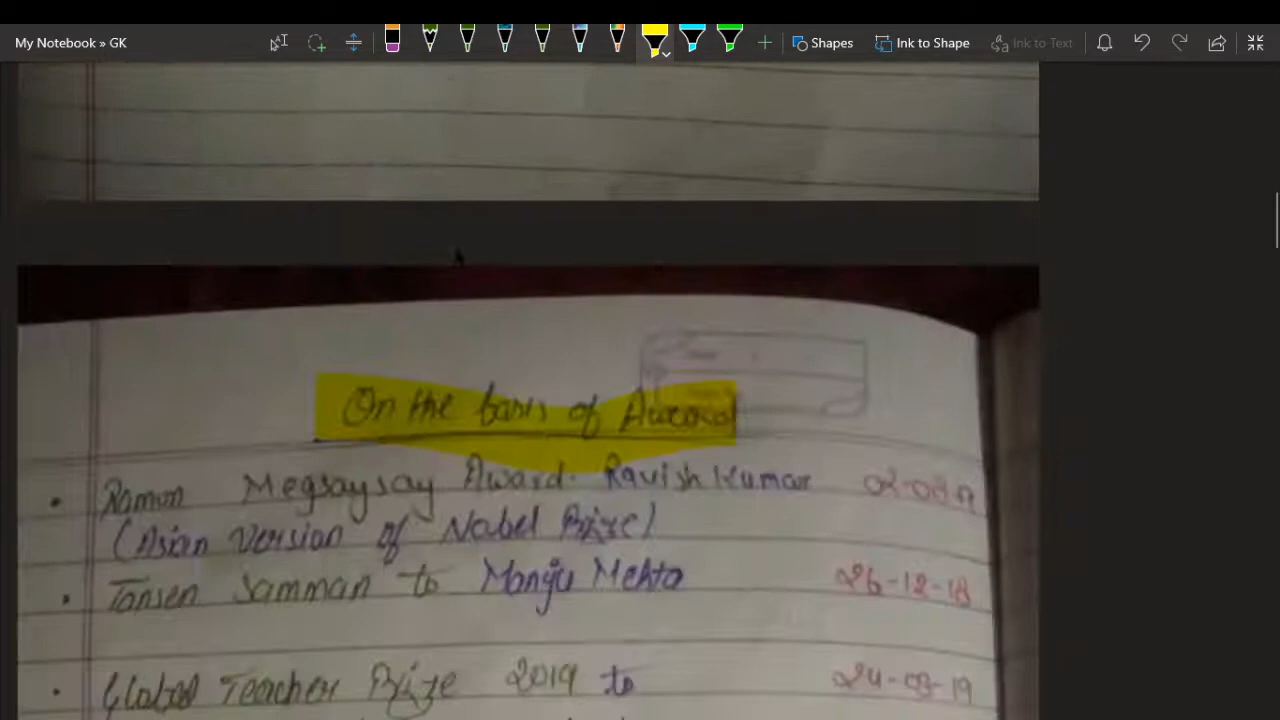 My Notebook » GK
Shapes
Ink to Shape
Ink to Text
On the basis of Award
Ramon Megsaysay Award. Ravish Kumar
(Asian Version of Nobel Prize)
Tansen Samman to Manju Mehta 26-12-18
Global Teacher Prize 2019 to 24-03-19